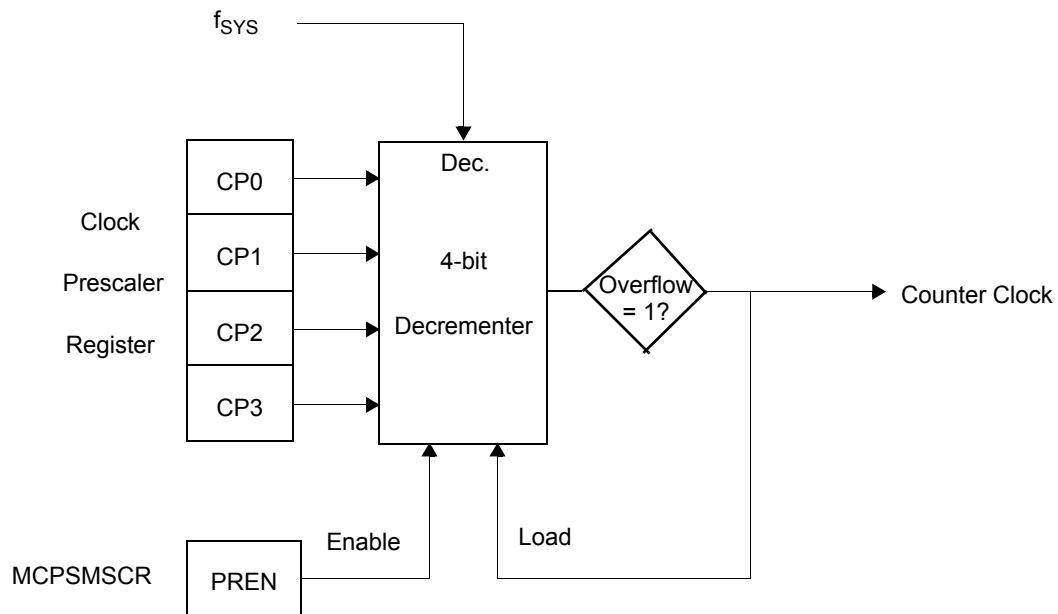 fSYS
Clock
Prescaler
Register
CP0
CP1
CP2
CP3
Dec.
4-bit
Decrementer
Overflow
= 1?
Counter Clock
Enable
Load
MCPSMSCR
PREN